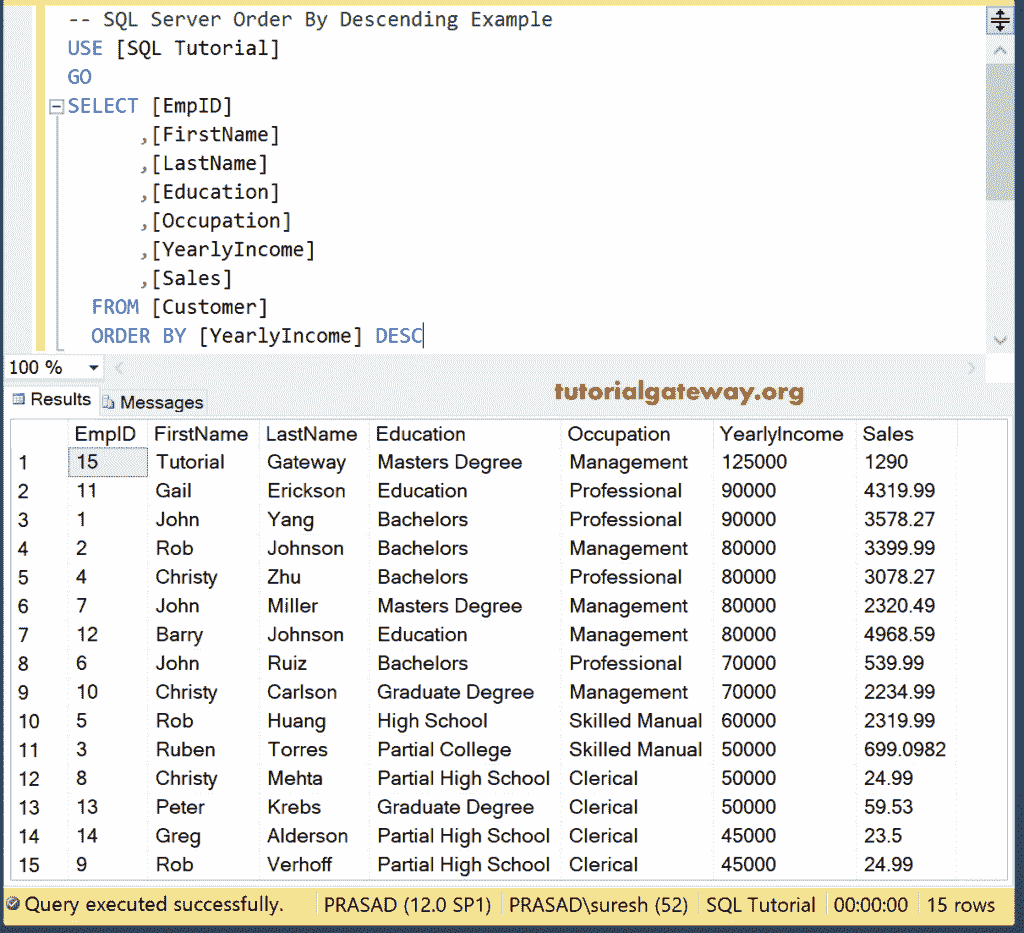 -- SQL Server Order By Descending Example
USE [SQL Tutorial]
GO
SELECT [EmpID]
,[FirstName]
,[LastName]
,[Education]
,[Occupation]
,[YearlyIncome]
,[Sales]
FROM [Customer]
ORDER BY [YearlyIncome] DESC
100 %
tutorialgateway.org
Results Messages
EmpID FirstName LastName Education Occupation YearlyIncome Sales
1 15 Tutorial Gateway Masters Degree Management 125000 1290
2 11 Gail Erickson Education Professional 90000 4319.99
3 1 John Yang Bachelors Professional 90000 3578.27
4 2 Rob Johnson Bachelors Management 80000 3399.99
5 4 Christy Zhu Bachelors Professional 80000 3078.27
6 7 John Miller Masters Degree Management 80000 2320.49
7 12 Barry Johnson Education Management 80000 4968.59
8 6 John Ruiz Bachelors Professional 70000 539.99
9 10 Christy Carlson Graduate Degree Management 70000 2234.99
10 5 Rob Huang High School Skilled Manual 60000 2319.99
11 3 Ruben Torres Partial College Skilled Manual 50000 699.0982
12 8 Christy Mehta Partial High School Clerical 50000 24.99
13 13 Peter Krebs Graduate Degree Clerical 50000 59.53
14 14 Greg Alderson Partial High School Clerical 45000 23.5
15 9 Rob Verhoff Partial High School Clerical 45000 24.99
Query executed successfully. PRASAD (12.0 SP1) PRASAD\suresh (52) SQL Tutorial 00:00:00 15 rows